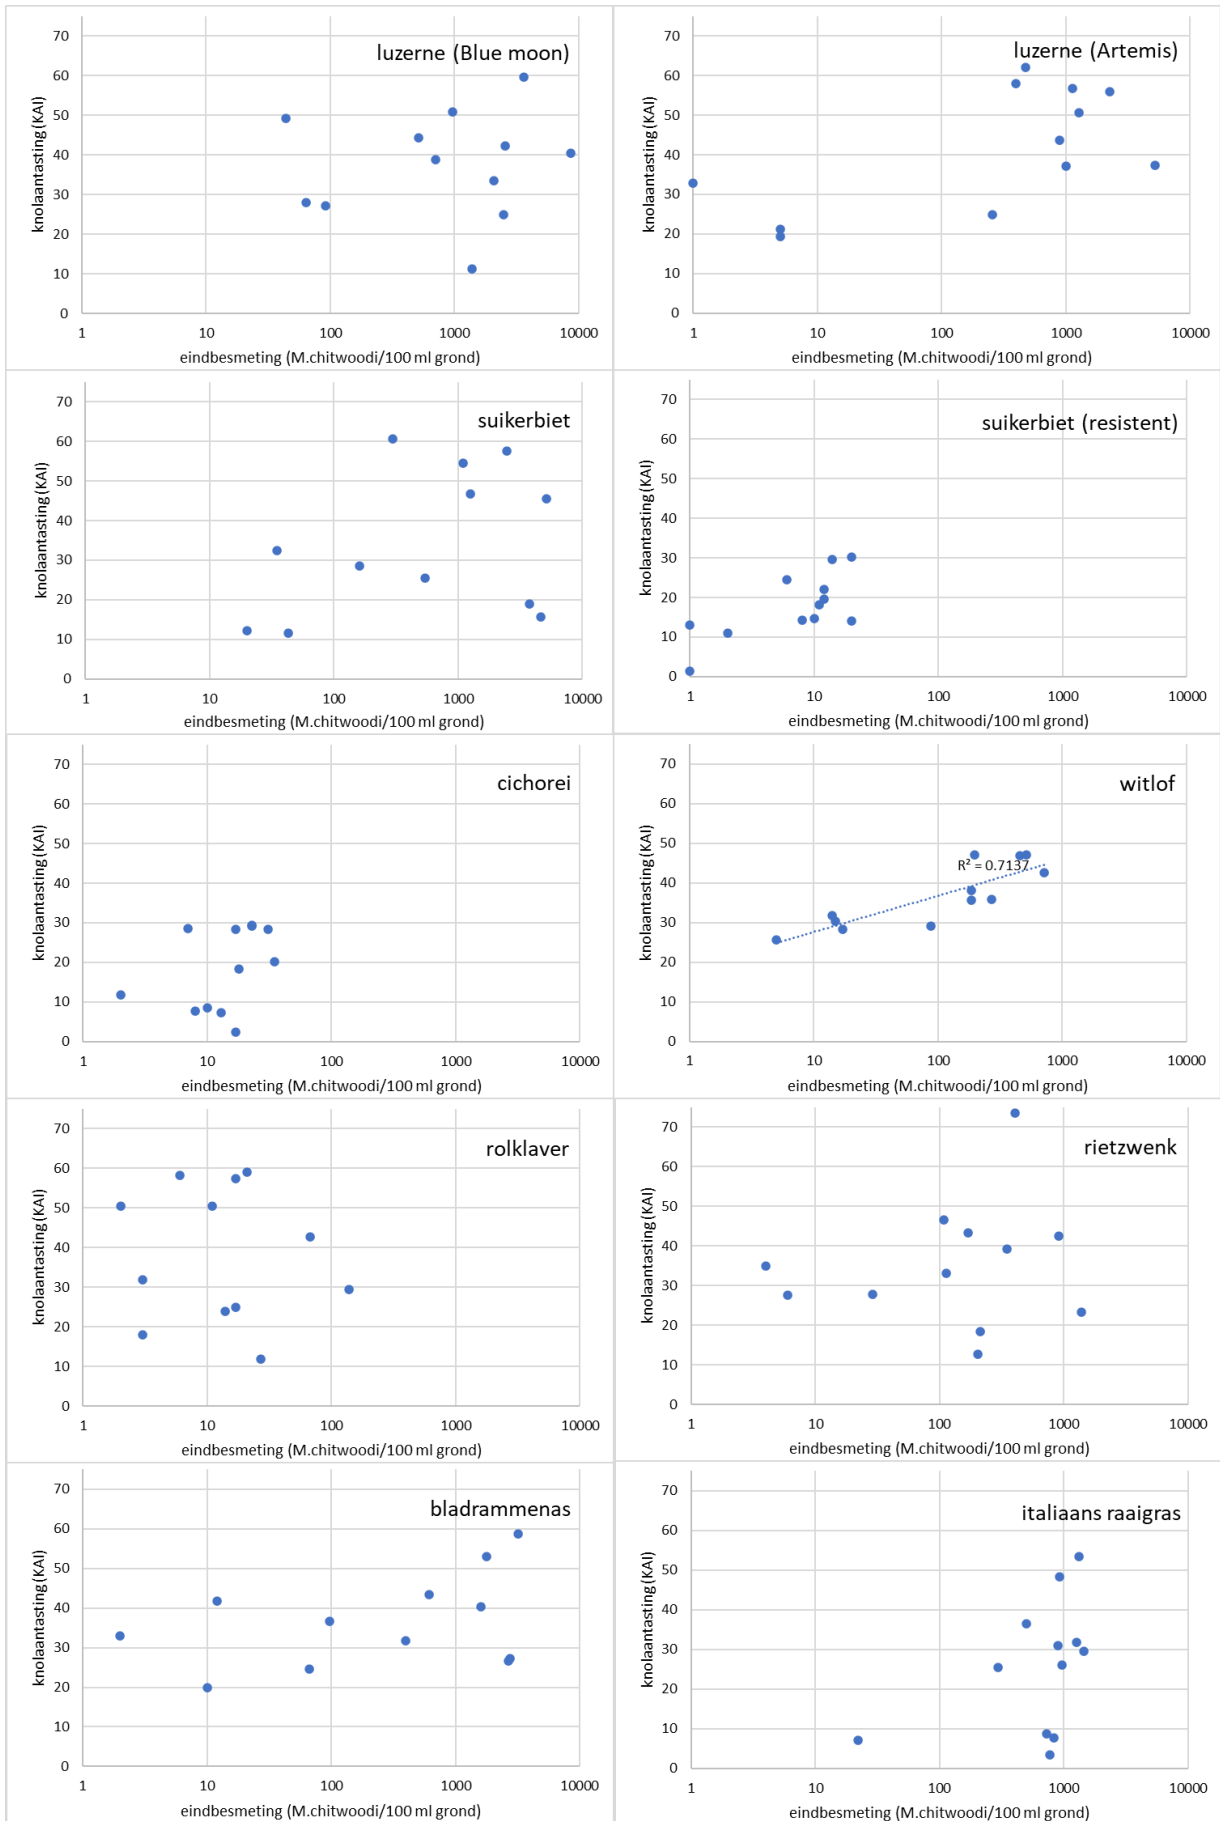 luzerne (Blue moon)
knolaantasting (KAI)
70
60
50
40
30
20
10
0
1 10 100 1000 10000
eindbesmeting (M.chitwoodi/100 ml grond)
luzerne (Artemis)
knolaantasting (KAI)
70
60
50
40
30
20
10
0
1 10 100 1000 10000
eindbesmeting (M.chitwoodi/100 ml grond)
suikerbiet
knolaantasting (KAI)
70
60
50
40
30
20
10
0
1 10 100 1000 10000
eindbesmeting (M.chitwoodi/100 ml grond)
suikerbiet (resistent)
knolaantasting (KAI)
70
60
50
40
30
20
10
0
1 10 100 1000 10000
eindbesmeting (M.chitwoodi/100 ml grond)
cichorei
knolaantasting (KAI)
70
60
50
40
30
20
10
0
1 10 100 1000 10000
eindbesmeting (M.chitwoodi/100 ml grond)
witlof
knolaantasting (KAI)
70
60
50
40
30
20
10
0
R² = 0.7137
1 10 100 1000 10000
eindbesmeting (M.chitwoodi/100 ml grond)
rolklaver
knolaantasting (KAI)
70
60
50
40
30
20
10
0
1 10 100 1000 10000
eindbesmeting (M.chitwoodi/100 ml grond)
rietzwenk
knolaantasting (KAI)
70
60
50
40
30
20
10
0
1 10 100 1000 10000
eindbesmeting (M.chitwoodi/100 ml grond)
bladrammenas
knolaantasting (KAI)
70
60
50
40
30
20
10
0
1 10 100 1000 10000
eindbesmeting (M.chitwoodi/100 ml grond)
italiaans raaigras
knolaantasting (KAI)
70
60
50
40
30
20
10
0
1 10 100 1000 10000
eindbesmeting (M.chitwoodi/100 ml grond)